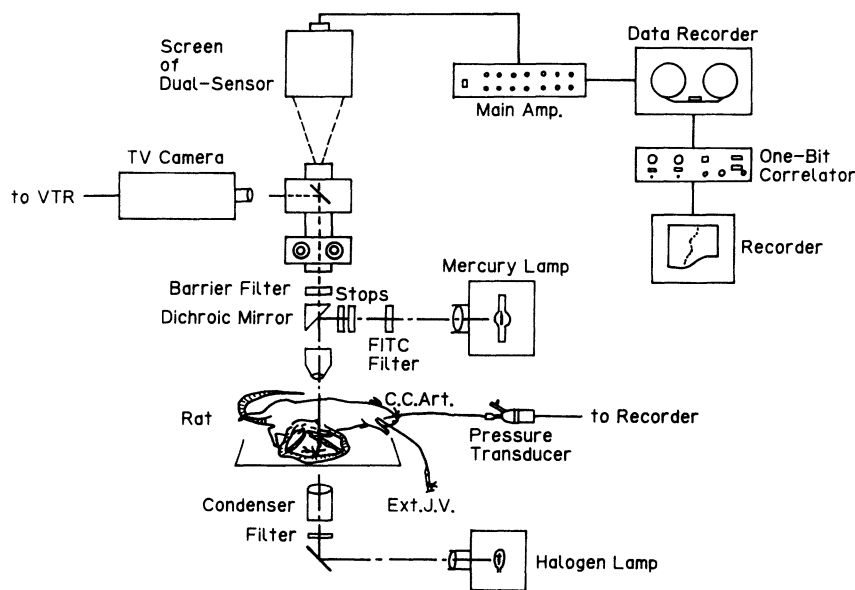 Screen
of
Dual-Sensor
Data Recorder
Main Amp.
TV Camera
to VTR
One-Bit
Correlator
Recorder
Mercury Lamp
Barrier Filter
Stops
Dichroic Mirror
FITC
Filter
C.C.Art.
Rat
to Recorder
Pressure
Transducer
Ext.J.V.
Condenser
Filter
Halogen Lamp